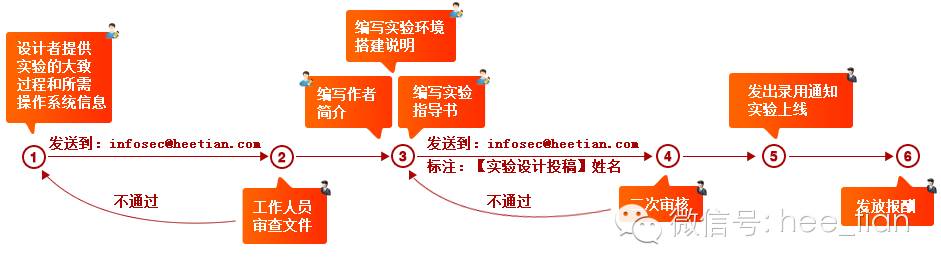 设计者提供
实验的大致
过程和所需
操作系统信息
编写实验环境
搭建说明
编写作者
简介
编写实验
指导书
发出录用通知
实验上线
发送到：infosec@heetian.com
发送到：infosec@heetian.com
标注：【实验设计投稿】姓名
1
2
3
4
5
6
不通过
不通过
工作人员
审查文件
二次审核
发放报酬
微信号: hee_tian